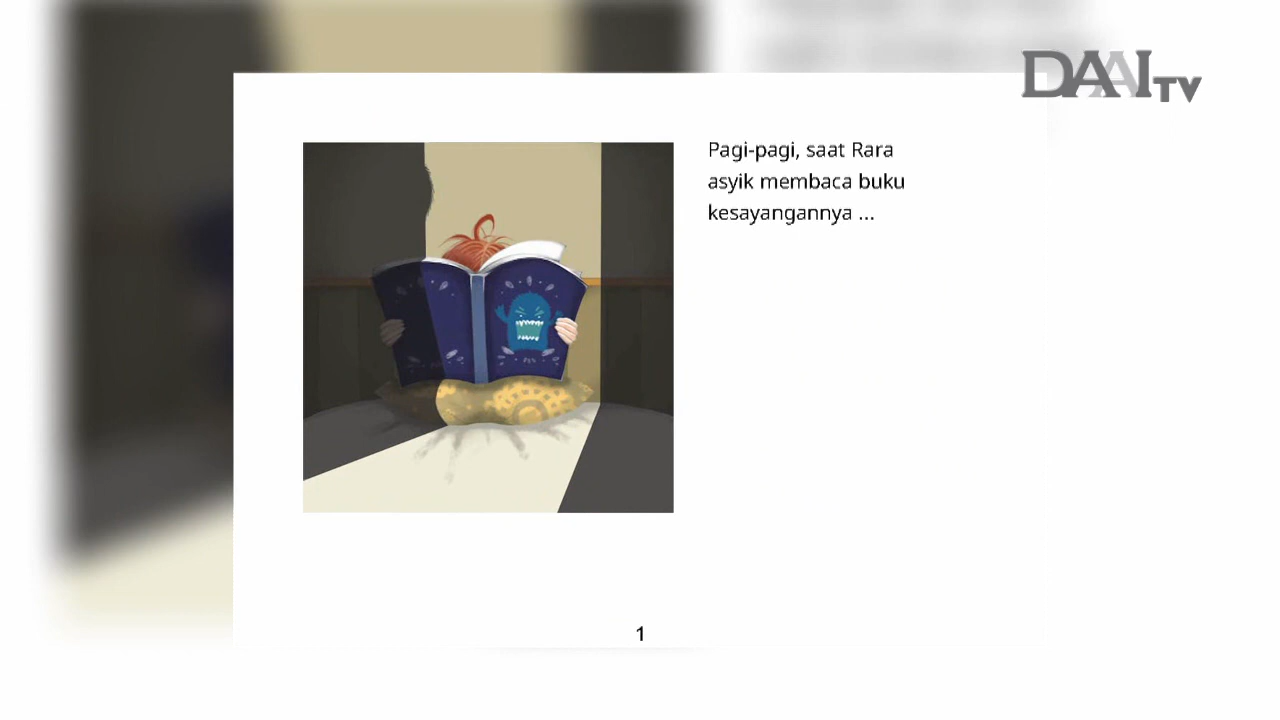 DAAI TV
Pagi-pagi, saat Rara
asyik membaca buku
kesayangannya ...
1